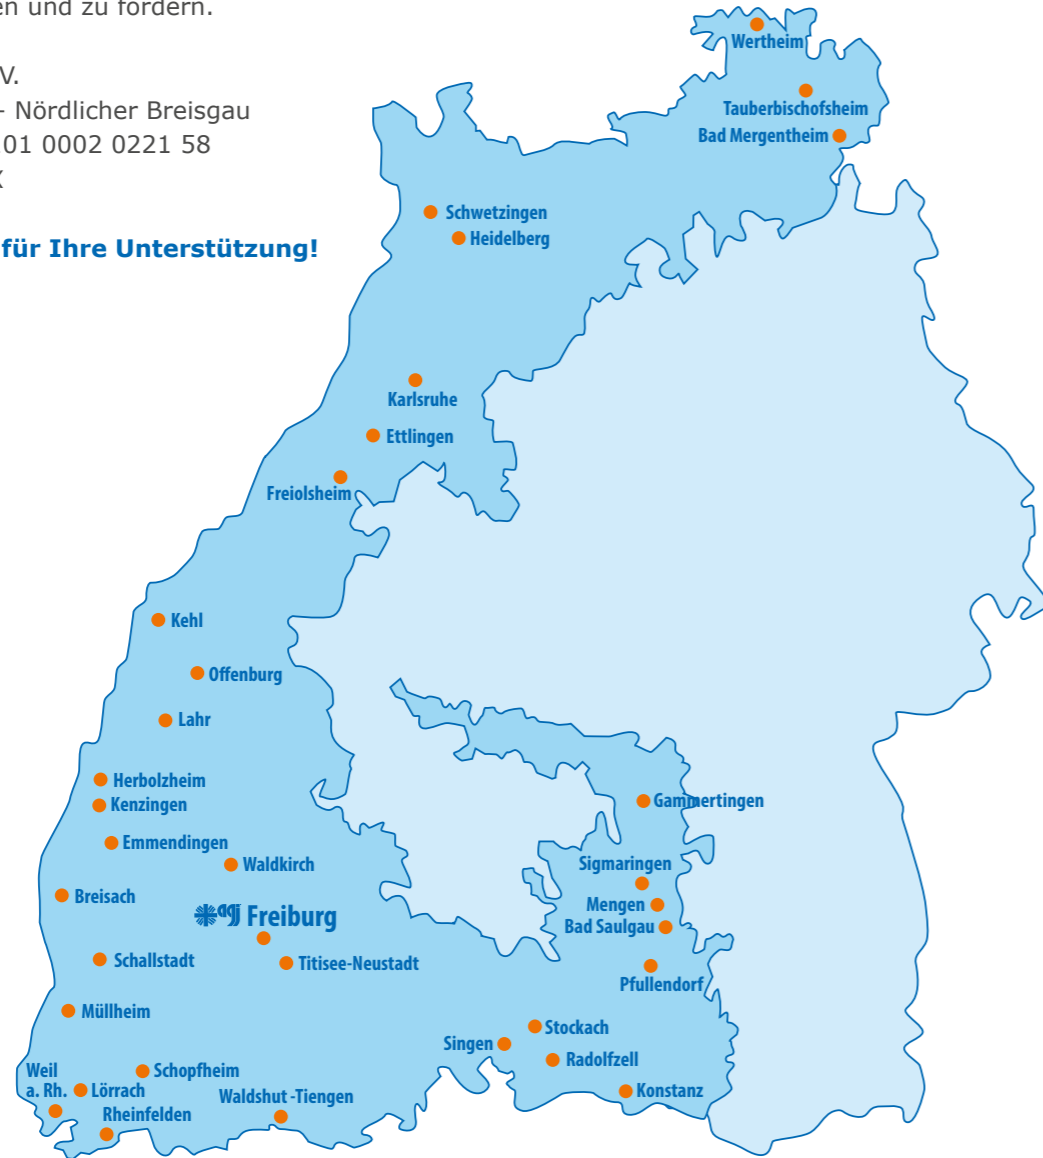 en und zu fördern.
V.
- Nördlicher Breisgau
01 0002 0221 58
X
für Ihre Unterstützung!
Wertheim
Tauberbischofsheim
Bad Mergentheim
Schwetzingen
Heidelberg
Karlsruhe
Ettlingen
Freiolsheim
Kehl
Offenburg
Lahr
Herbolzheim
Kenzingen
Gammertingen
Emmendingen
Waldkirch
Sigmaringen
Breisach
Mengen
Freiburg
Bad Saulgau
Schallstadt
Titisee-Neustadt
Pfullendorf
Müllheim
Stockach
Singen
Radolfzell
Weil
a. Rh.
Schopfheim
Lörrach
Konstanz
Waldshut -Tiengen
Rheinfelden